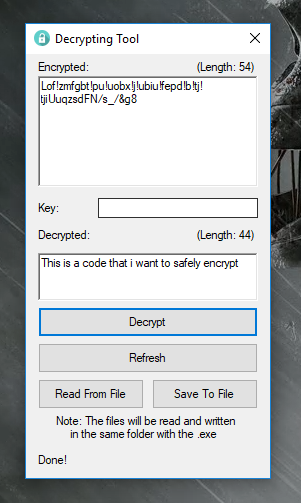 Decrypting Tool
Encrypted: (Length: 54)
Lof!zmfgbt!pu!uobx!j!ubiu!fepd!b!tj!
tjiUuqzsdFN/s_/&g8
Key:
Decrypted: (Length: 44)
This is a code that i want to safely encrypt
Decrypt
Refresh
Read From File Save To File
Note: The files will be read and written
in the same folder with the .exe
Done!